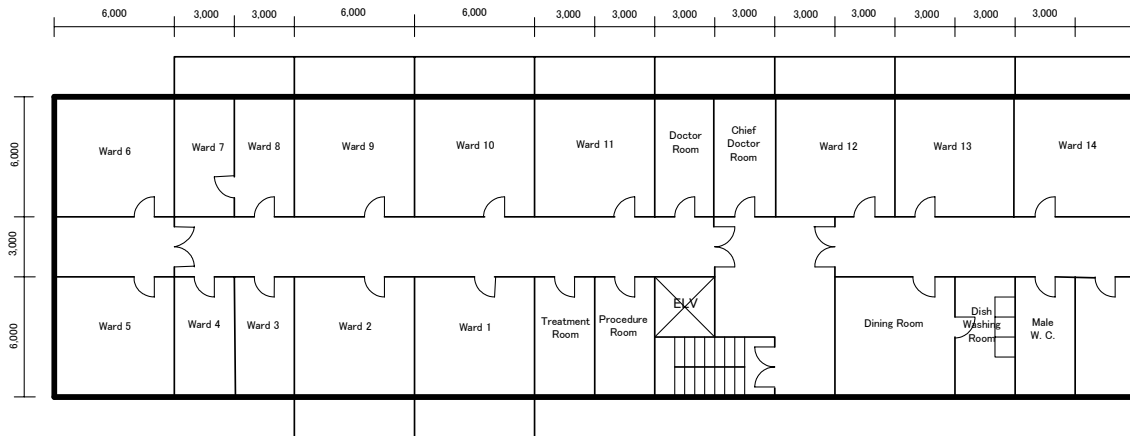 6,000 3,000 3,000 6,000 6,000 3,000 3,000 3,000 3,000 3,000 3,000 3,000 3,000 3,000
6,000
Ward 6
Ward 7
Ward 8
Ward 9
Ward 10
Ward 11
Doctor
Room
Chief
Doctor
Room
Ward 12
Ward 13
Ward 14
3,000
6,000
Ward 5
Ward 4
Ward 3
Ward 2
Ward 1
Treatment
Room
Procedure
Room
ELV
Dining Room
Dish
Washing
Room
Male
W. C.